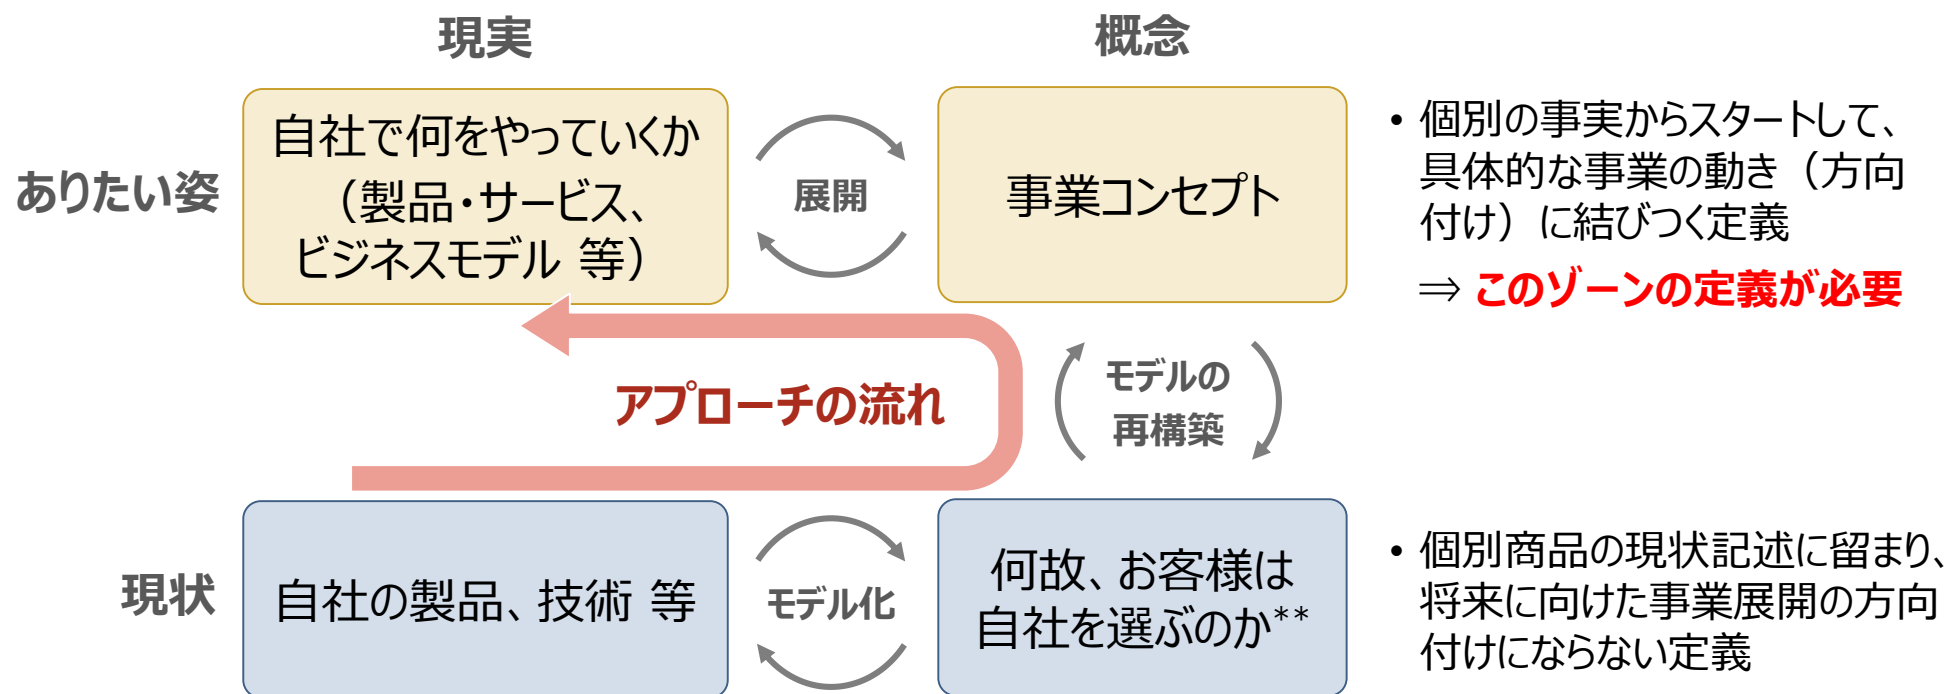 現実
概念
ありたい姿
自社で何をやっていくか
（製品・サービス、
ビジネスモデル 等）
展開
事業コンセプト
• 個別の事実からスタートして、
具体的な事業の動き（方向
付け）に結びつく定義
⇒ このゾーンの定義が必要
アプローチの流れ
モデルの
再構築
現状
自社の製品、技術 等
モデル化
何故、お客様は
自社を選ぶのか**
• 個別商品の現状記述に留まり、
将来に向けた事業展開の方向
付けにならない定義